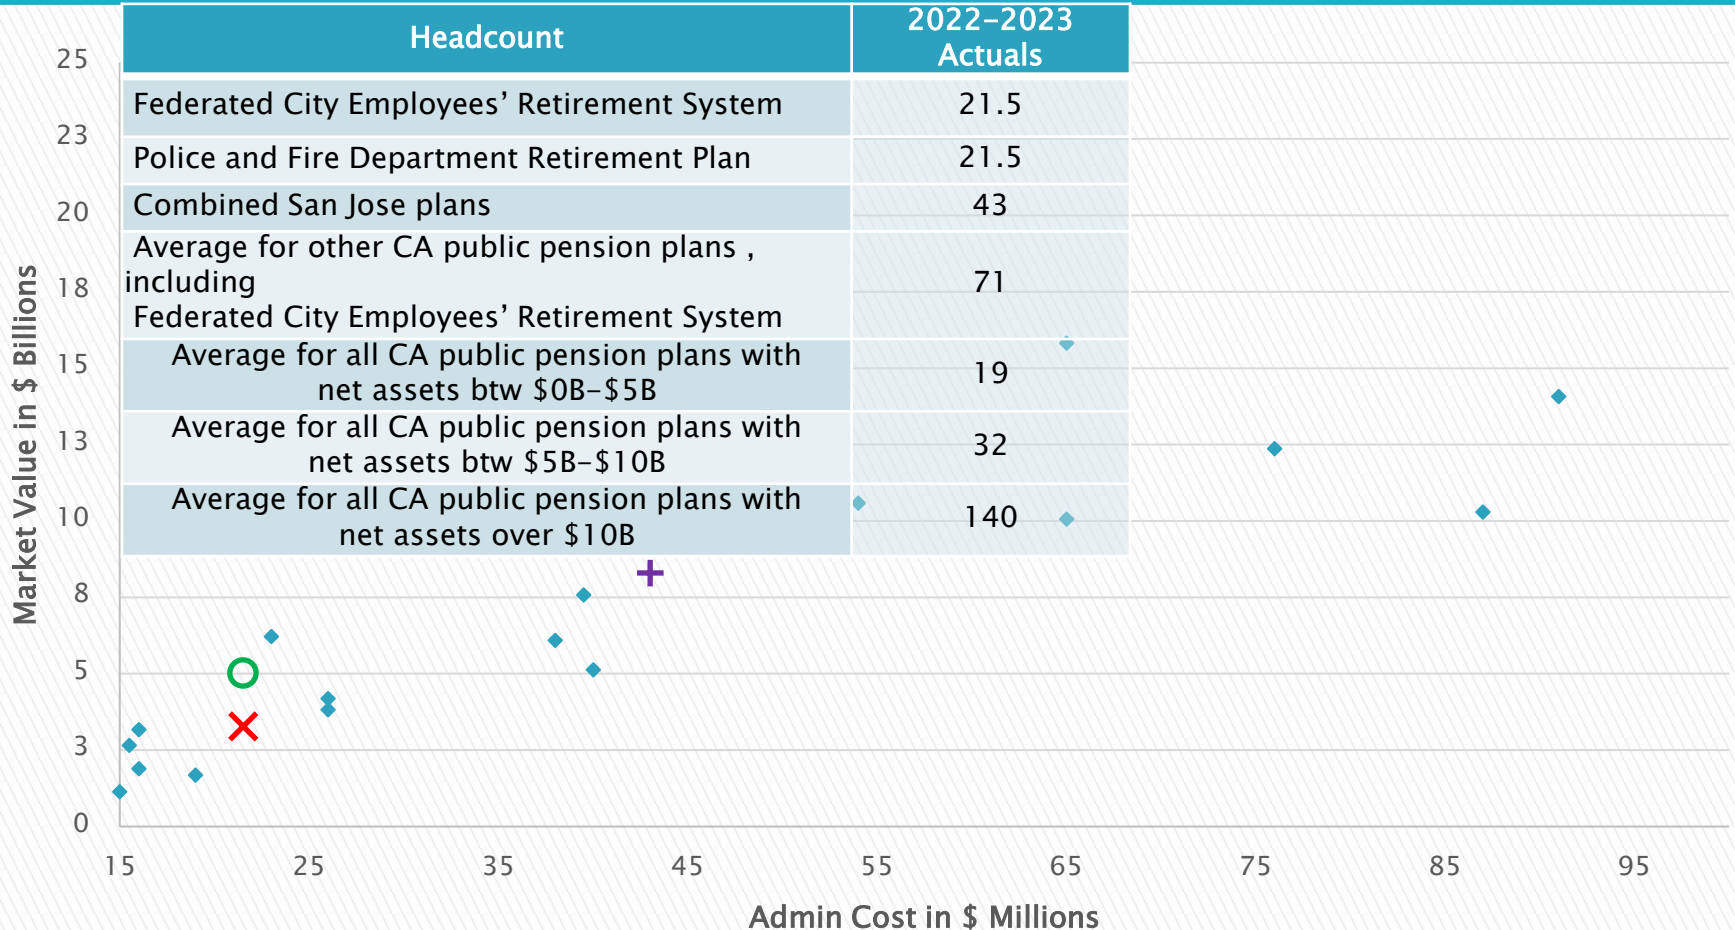 Headcount
2022–2023
Actuals
Federated City Employees’ Retirement System
21.5
Police and Fire Department Retirement Plan
21.5
Combined San Jose plans
43
Average for other CA public pension plans ,
including
Federated City Employees’ Retirement System
71
Average for all CA public pension plans with
net assets btw $0B–$5B
19
Average for all CA public pension plans with
net assets btw $5B–$10B
32
Average for all CA public pension plans with
net assets over $10B
140
Market Value in $ Billions
25
23
20
18
15
13
10
8
5
3
0
15 25 35 45 55 65 75 85 95
Admin Cost in $ Millions